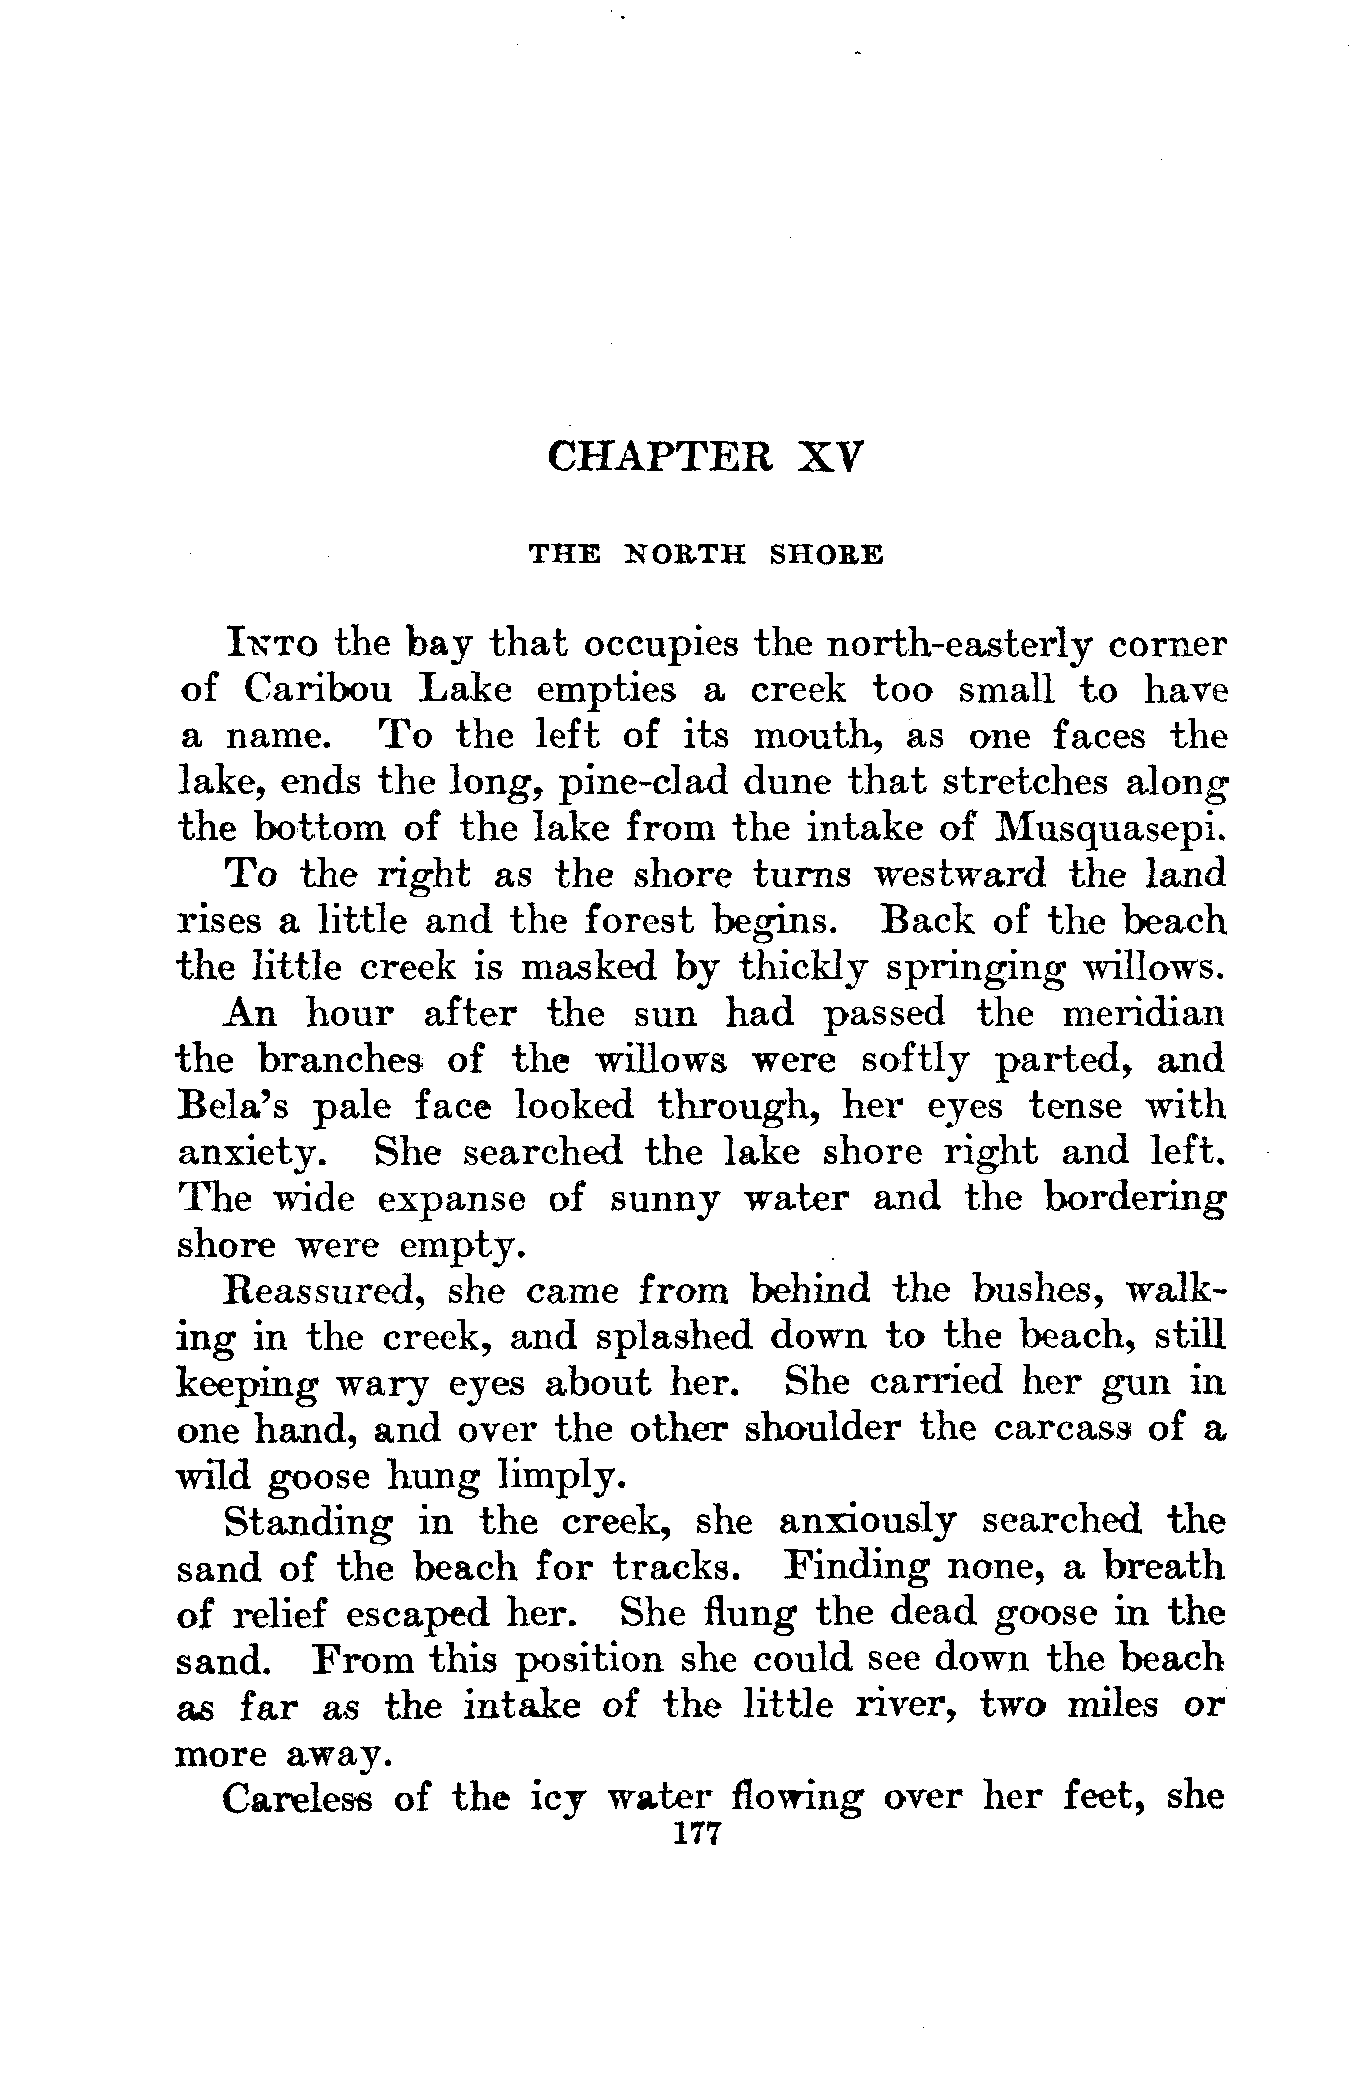 CHAPTER XV
THE NORTH SHORE
INTO the bay that occupies the north-easterly corner
of Caribou Lake empties a creek too small to have
a name. To the left of its mouth, as one faces the
lake, ends the long, pine-clad dune that stretches along
the bottom of the lake from the intake of Musquasepi.
To the right as the shore turns westward the land
rises a little and the forest begins. Back of the beach
the little creek is masked by thickly springing willows.
An hour after the sun had passed the meridian
the branches of the willows were softly parted, and
Bela's pale face looked through, her eyes tense with
anxiety. She searched the lake shore right and left.
The wide expanse of sunny water and the bordering
shore were empty.
Reassured, she came from behind the bushes, walk-
ing in the creek, and splashed down to the beach, still
keeping wary eyes about her. She carried her gun in
one hand, and over the other shoulder the carcass of a
wild goose hung limply.
Standing in the creek, she anxiously searched the
sand of the beach for tracks. Finding none, a breath
of relief escaped her. She flung the dead goose in the
sand. From this position she could see down the beach
as far as the intake of the little river, two miles or
more away.
Careless of the icy water flowing over her feet, she
177